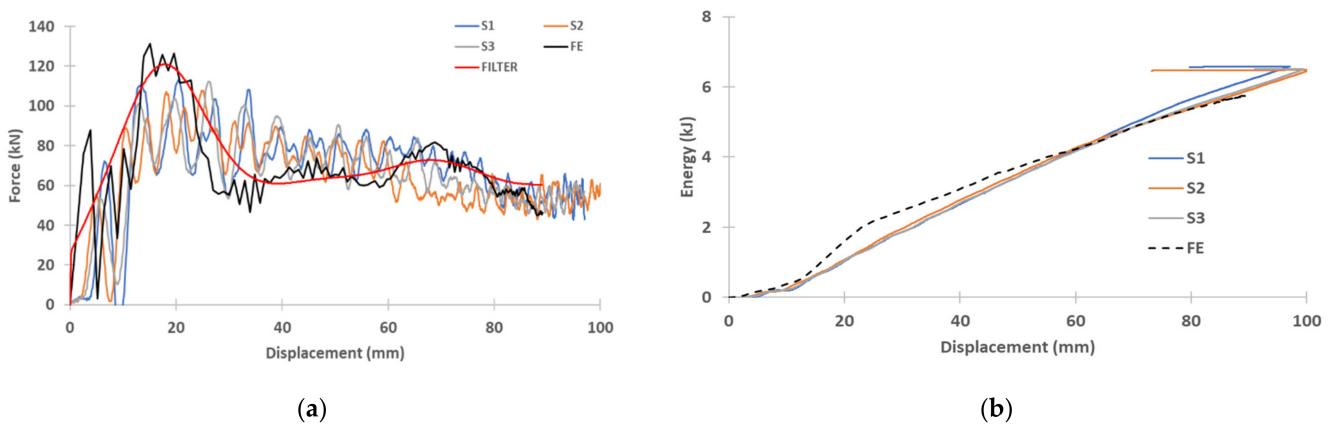 S1 S2
S3 FE
FILTER
140
120
100
80
60
40
20
0
Force (kN)
0 20 40 60 80 100
Displacement (mm)
(a)
8
6
4
2
0
Energy (kJ)
S1
S2
S3
FE
0 20 40 60 80 100
Displacement (mm)
(b)